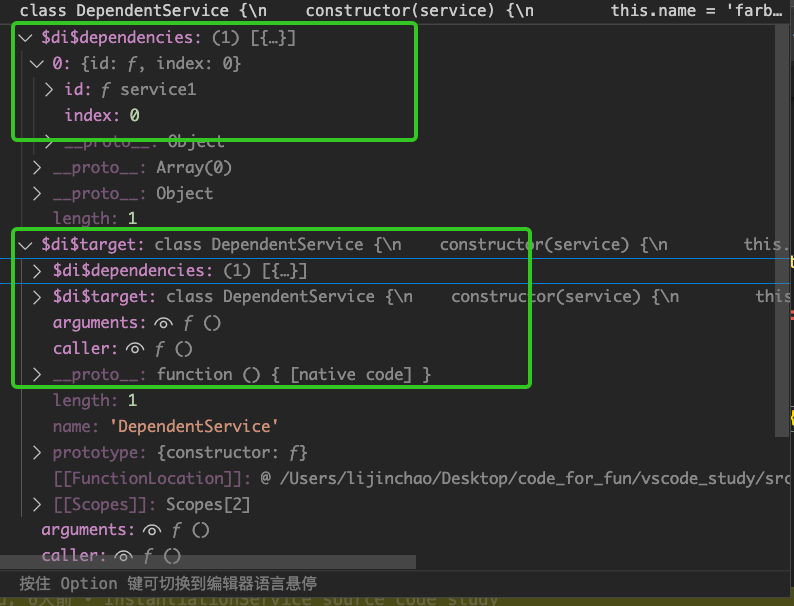 class DependentService {\n    constructor(service) {\n        this.name = 'farb…
$di$dependencies: (1) [{…}]
0: {id: ƒ, index: 0}
id: ƒ service1
index: 0
__proto__: Object
__proto__: Array(0)
__proto__: Object
length: 1
$di$target: class DependentService {\n    constructor(service) {\n        this.
$di$dependencies: (1) [{…}]
$di$target: class DependentService {\n    constructor(service) {\n        this
arguments: ƒ ()
caller: ƒ ()
__proto__: function () { [native code] }
length: 1
name: 'DependentService'
prototype: {constructor: ƒ}
[[FunctionLocation]]: @ /Users/lijinchao/Desktop/code_for_fun/vscode_study/src
[[Scopes]]: Scopes[2]
arguments: ƒ ()
caller: ƒ ()
按住 Option 键可切换到编辑器语言悬停
6天前 • InstantiationService source code study